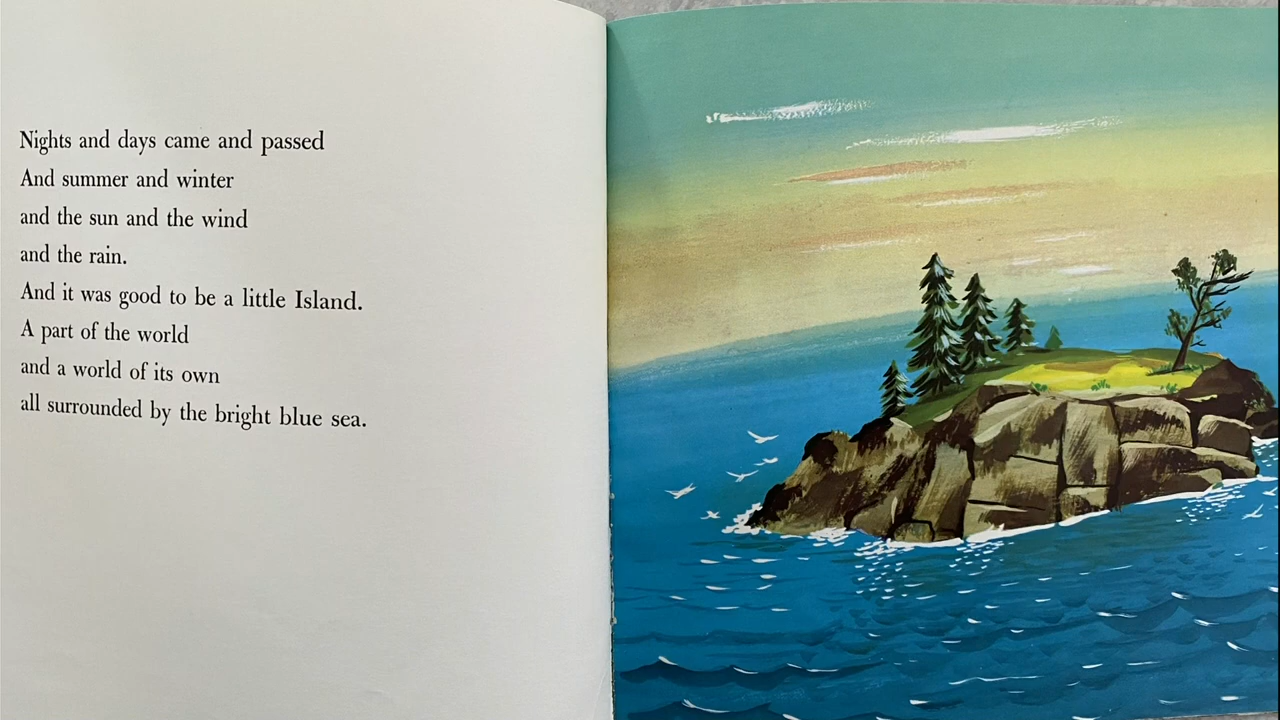 Nights and days came and passed
And summer and winter
and the sun and the wind
and the rain.
And it was good to be a little Island.
A part of the world
and a world of its own
all surrounded by the bright blue sea.